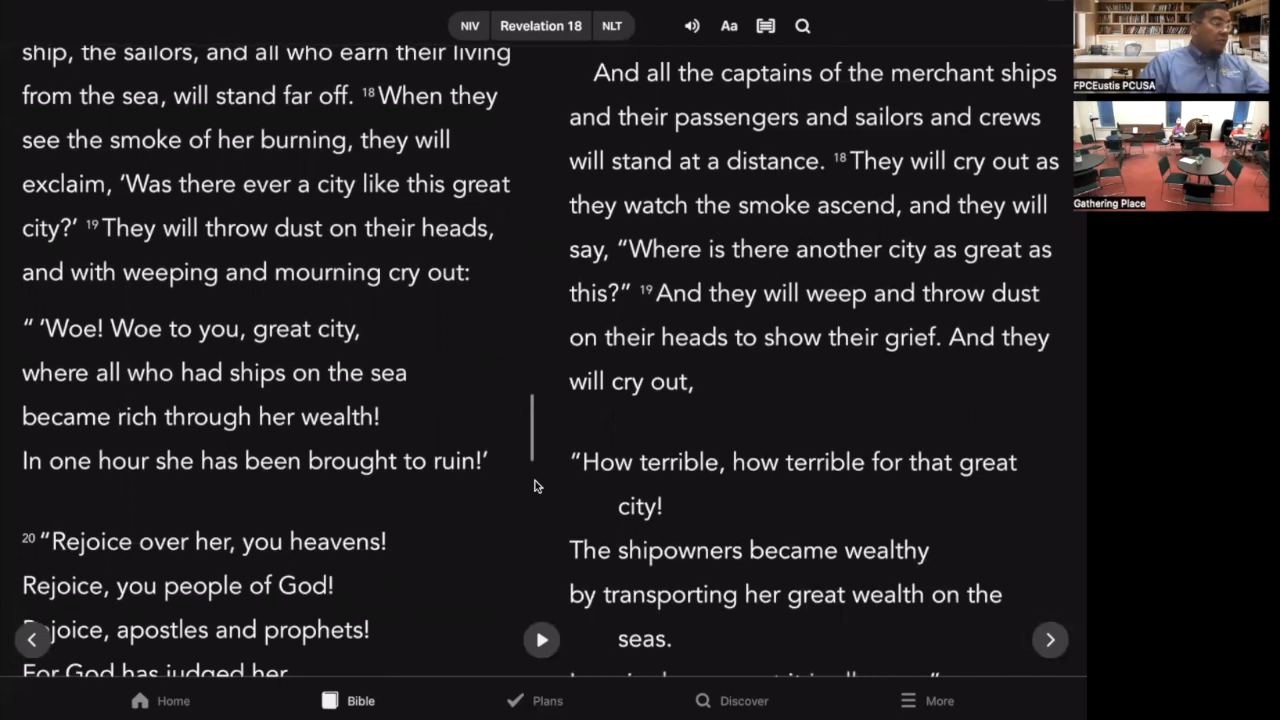 NIV Revelation 18 NLT Aa
ship, the sailors, and all who earn their living
from the sea, will stand far off. 18 When they
see the smoke of her burning, they will
exclaim, ‘Was there ever a city like this great
city?’ 19 They will throw dust on their heads,
and with weeping and mourning cry out:
“ ‘Woe! Woe to you, great city,
where all who had ships on the sea
became rich through her wealth!
In one hour she has been brought to ruin!’
20 “Rejoice over her, you heavens!
Rejoice, you people of God!
Rejoice, apostles and prophets!
For God has judged her
And all the captains of the merchant ships
and their passengers and sailors and crews
will stand at a distance. 18 They will cry out as
they watch the smoke ascend, and they will
say, “Where is there another city as great as
this?” 19 And they will weep and throw dust
on their heads to show their grief. And they
will cry out,
“How terrible, how terrible for that great
city!
The shipowners became wealthy
by transporting her great wealth on the
seas.
Home Bible Plans Discover More
FPCEustis PCUSA
Gathering Place